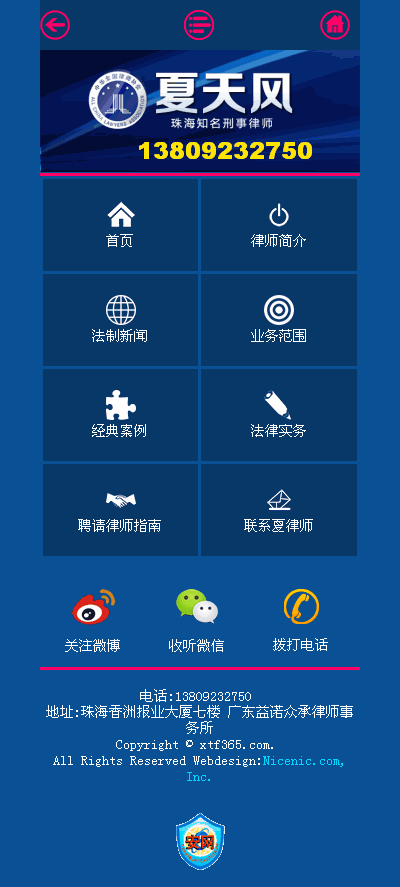 夏天风
珠海知名刑事律师
13809232750
首页
律师简介
法制新闻
业务范围
经典案例
法律实务
聘请律师指南
联系夏律师
关注微博
收听微信
拨打电话
电话:13809232750
地址:珠海香洲报业大厦七楼 广东益诺众承律师事
务所
Copyright © xtf365.com.
All Rights Reserved Webdesign:Nicenic.com,
Inc.
安网